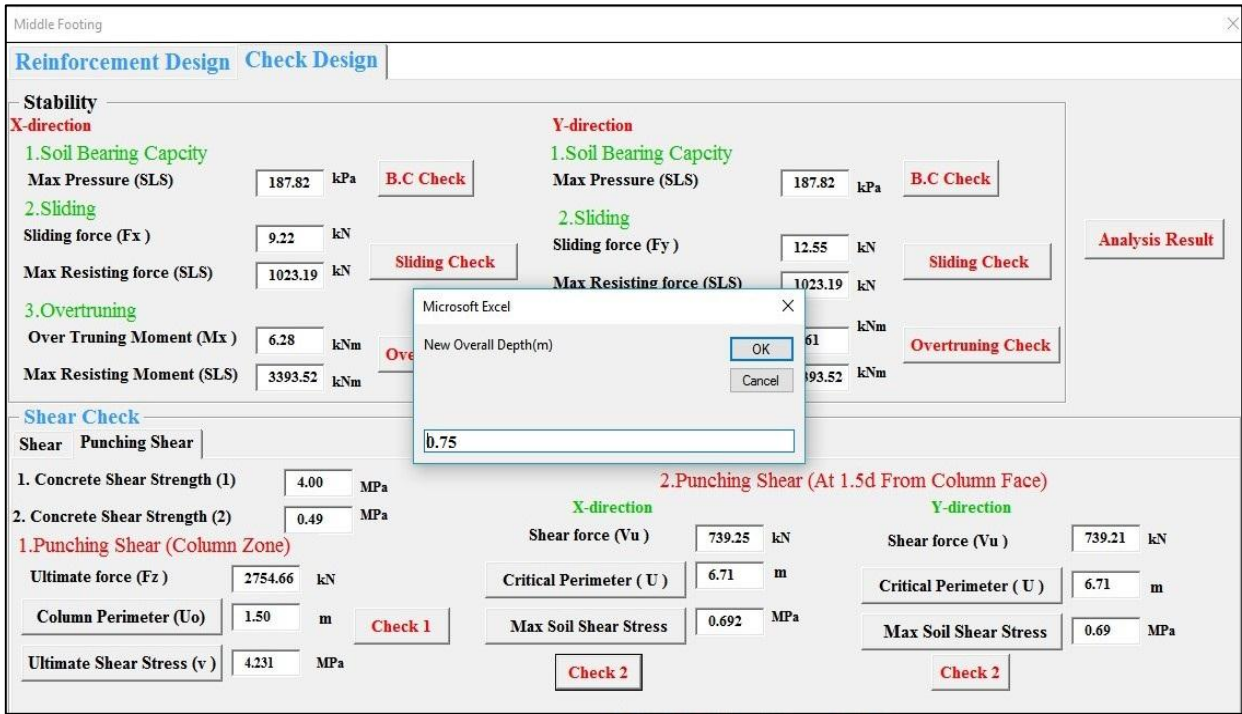 Middle Footing
Reinforcement Design Check Design
Stability
X-direction
1.Soil Bearing Capcity
Max Pressure (SLS) 187.82 kPa B.C Check
2.Sliding
Sliding force (Fx ) 9.22 kN
Sliding Check
Max Resisting force (SLS) 1023.19 kN
3.Overtruning
Over Truning Moment (Mx ) 6.28 kNm
Ove
Max Resisting Moment (SLS) 3393.52 kNm
Y-direction
1.Soil Bearing Capcity
Max Pressure (SLS) 187.82 kPa B.C Check
2.Sliding
Sliding force (Fy ) 12.55 kN
Sliding Check
Max Resisting force (SLS) 1023.19 kN
61 kNm
Overtruning Check
393.52 kNm
Analysis Result
Microsoft Excel
New Overall Depth(m)
OK
Cancel
0.75
Shear Check
Shear Punching Shear
1. Concrete Shear Strength (1) 4.00 MPa
2. Concrete Shear Strength (2) 0.49 MPa
1.Punching Shear (Column Zone)
Ultimate force (Fz ) 2754.66 kN
Column Perimeter (Uo) 1.50 m
Check 1
Ultimate Shear Stress (v ) 4.231 MPa
2.Punching Shear (At 1.5d From Column Face)
X-direction
Shear force (Vu ) 739.25 kN
Critical Perimeter ( U ) 6.71 m
Max Soil Shear Stress 0.692 MPa
Check 2
Y-direction
Shear force (Vu ) 739.21 kN
Critical Perimeter ( U ) 6.71 m
Max Soil Shear Stress 0.69 MPa
Check 2